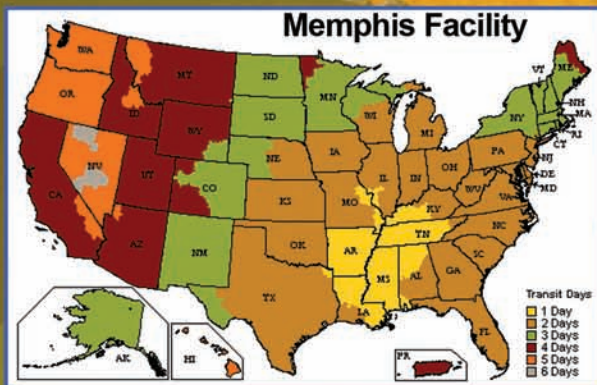 Memphis Facility
WA
OR
CA
NV
ID
MT
WY
UT
AZ
CO
NM
ND
SD
NE
KS
OK
TX
MN
IA
MO
AR
LA
WI
IL
MS
MI
IN
KY
TN
AL
OH
WV
GA
FL
SC
NC
VA
PA
NY
VT
ME
NH
MA
RI
CT
NJ
DE
MD
AK
HI
PR
Transit Days
1 Day
2 Days
3 Days
4 Days
5 Days
6 Days